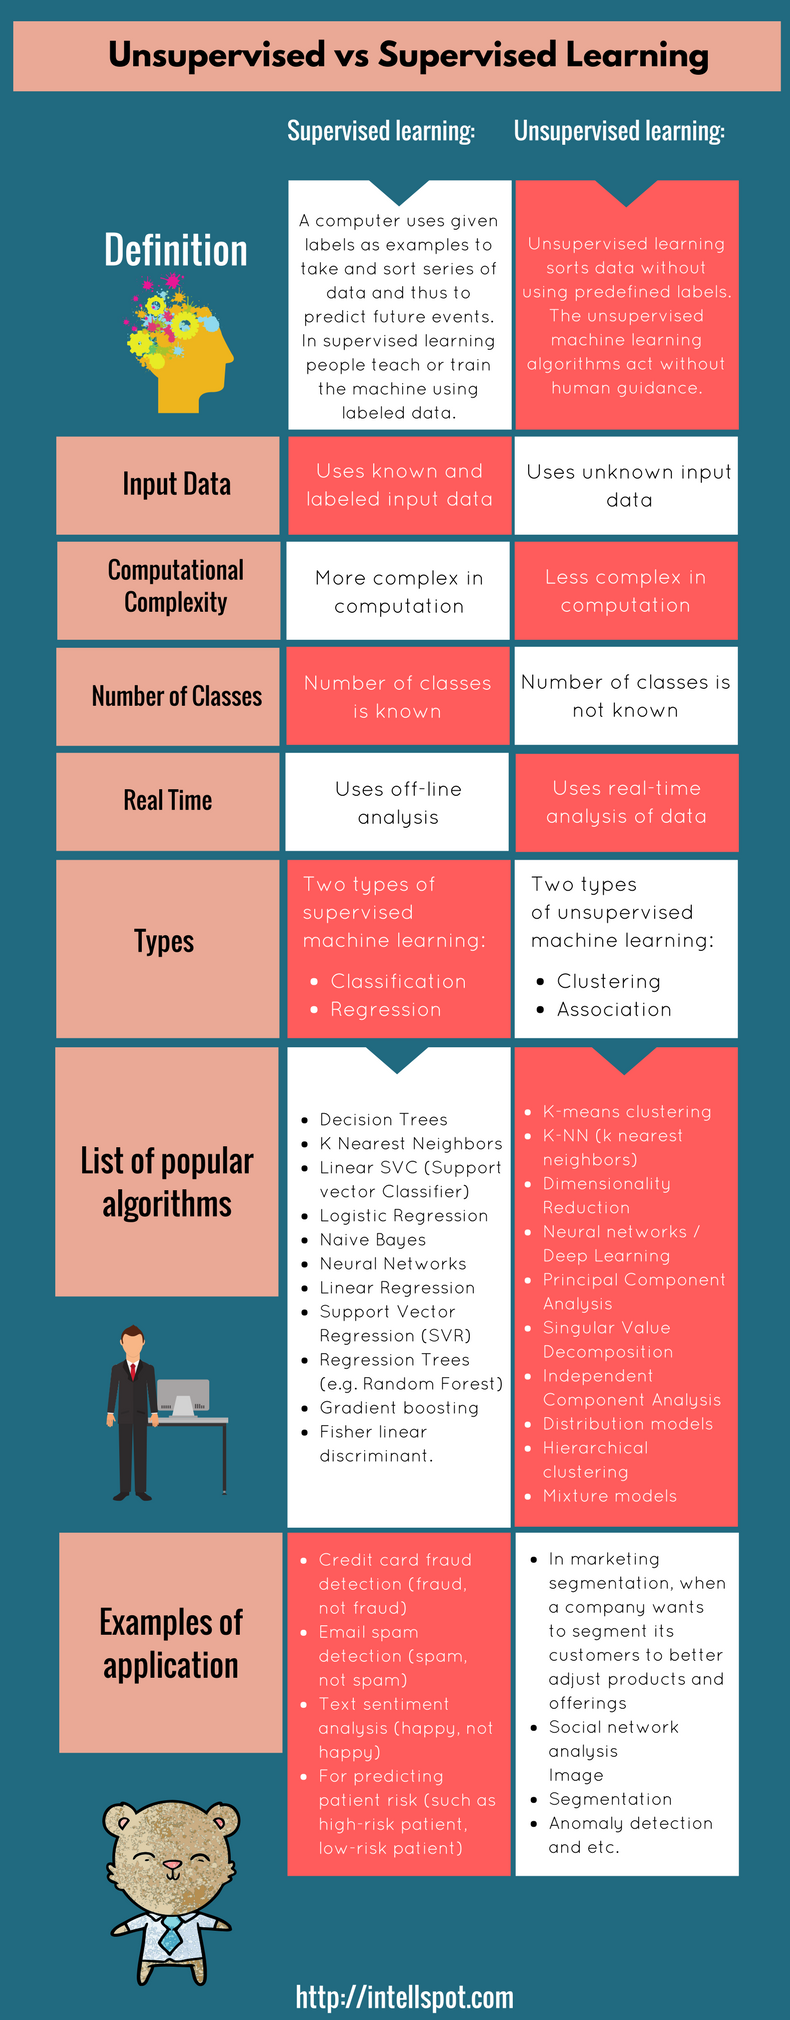 Unsupervised vs Supervised Learning
Supervised learning:
Unsupervised learning:
Definition
A computer uses given
labels as examples to
take and sort series of
data and thus to
predict future events.
In supervised learning
people teach or train
the machine using
labeled data.
Unsupervised learning
sorts data without
using predefined labels.
The unsupervised
machine learning
algorithms act without
human guidance.
Input Data
Uses known and
labeled input data
Uses unknown input
data
Computational
Complexity
More complex in
computation
Less complex in
computation
Number of Classes
Number of classes
is known
Number of classes is
not known
Real Time
Uses off-line
analysis
Uses real-time
analysis of data
Types
Two types of
supervised
machine learning:
• Classification
• Regression
Two types
of unsupervised
machine learning:
• Clustering
• Association
List of popular
algorithms
• Decision Trees
• K Nearest Neighbors
• Linear SVC (Support
vector Classifier)
• Logistic Regression
• Naive Bayes
• Neural Networks
• Linear Regression
• Support Vector
Regression (SVR)
• Regression Trees
(e.g. Random Forest)
• Gradient boosting
• Fisher linear
discriminant.
• K-means clustering
• K-NN (k nearest
neighbors)
• Dimensionality
Reduction
• Neural networks /
Deep Learning
• Principal Component
Analysis
• Singular Value
Decomposition
• Independent
Component Analysis
• Distribution models
• Hierarchical
clustering
• Mixture models
Examples of
application
• Credit card fraud
detection (fraud,
not fraud)
• Email spam
detection (spam,
not spam)
• Text sentiment
analysis (happy, not
happy)
• For predicting
patient risk (such as
high-risk patient,
low-risk patient)
• In marketing
segmentation, when
a company wants
to segment its
customers to better
adjust products and
offerings
• Social network
analysis
Image
• Segmentation
• Anomaly detection
and etc.
http://intellspot.com